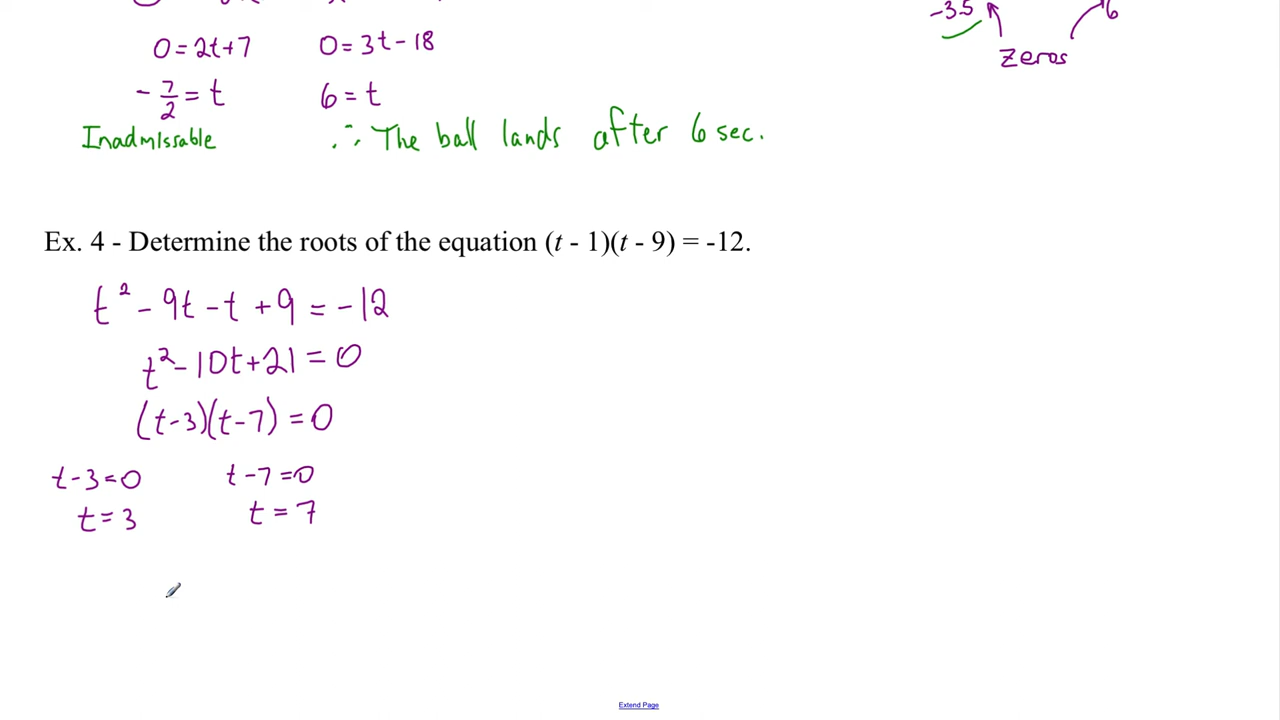 -3.5 6
0 = 2t+7 0 = 3t - 18
Zeros
- 7/2 = t 6 = t
Inadmissable ∴ The ball lands after 6 sec.
Ex. 4 - Determine the roots of the equation (t - 1)(t - 9) = -12.
t² - 9t - t + 9 = -12
t² - 10t + 21 = 0
(t-3)(t-7) = 0
t-3=0 t-7=0
t=3 t=7
Extend Page